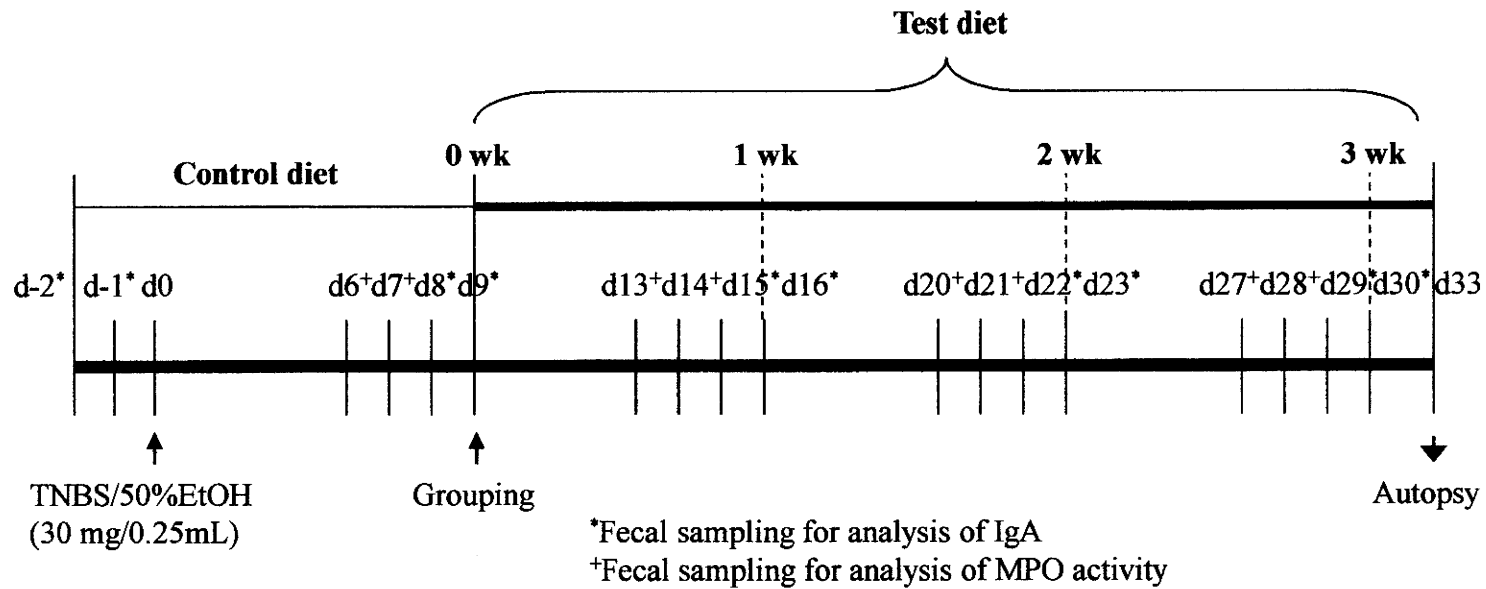 Test diet
0 wk 1 wk 2 wk 3 wk
Control diet
d-2* d-1* d0 d6+d7+d8*d9* d13+d14+d15*d16* d20+d21+d22*d23* d27+d28+d29*d30*d33
TNBS/50%EtOH Grouping Autopsy
(30 mg/0.25mL)
*Fecal sampling for analysis of IgA
+Fecal sampling for analysis of MPO activity